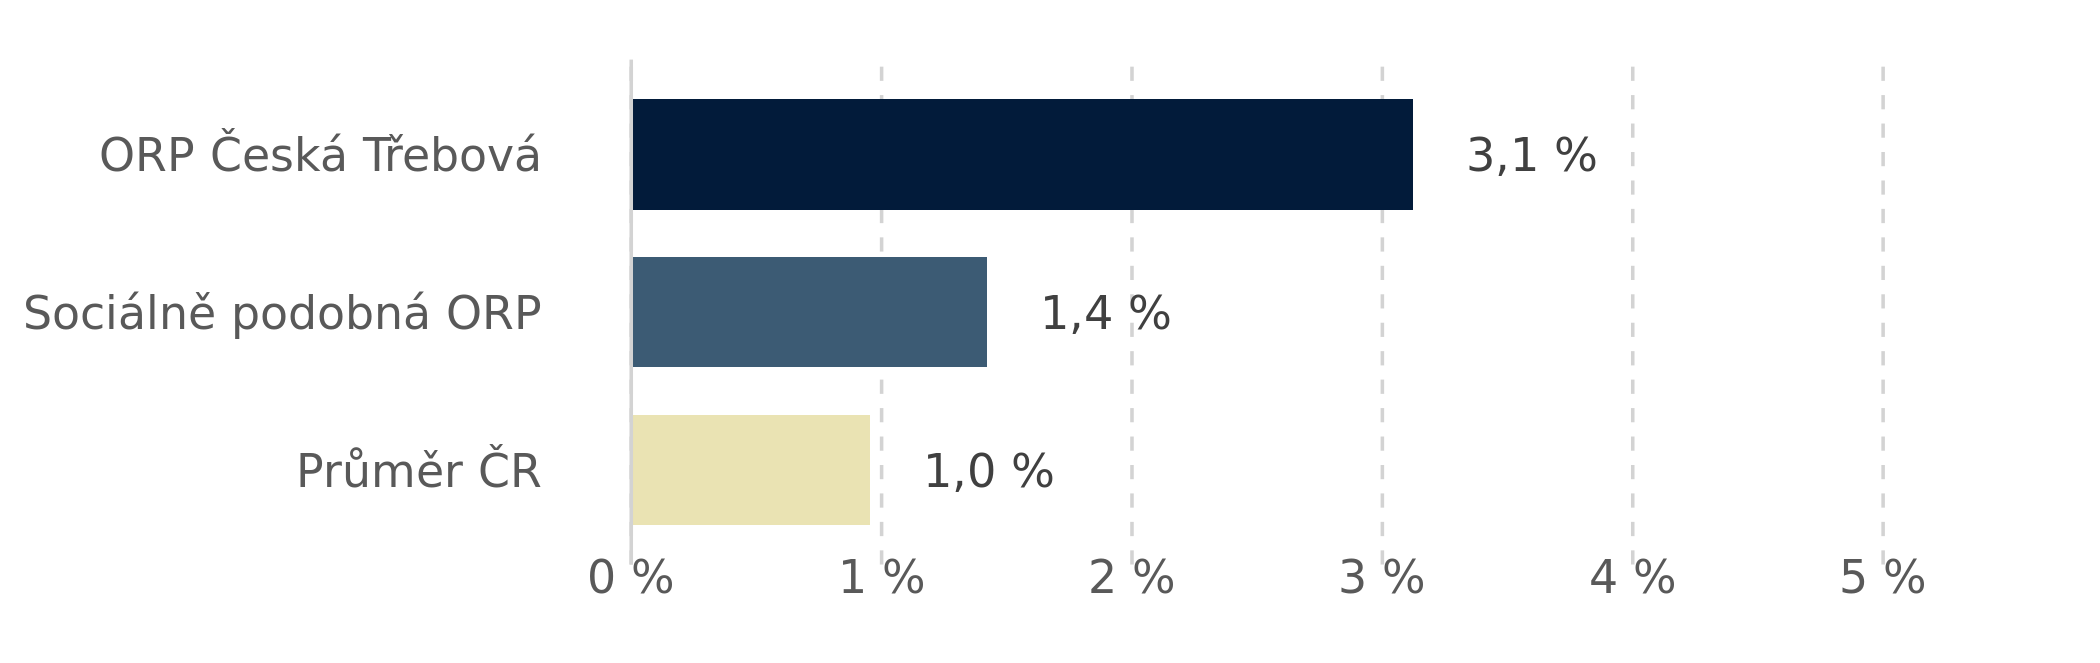 ORP Česká Třebová
3,1 %
Sociálně podobná ORP
1,4 %
Průměr ČR
1,0 %
0 % 1 % 2 % 3 % 4 % 5 %